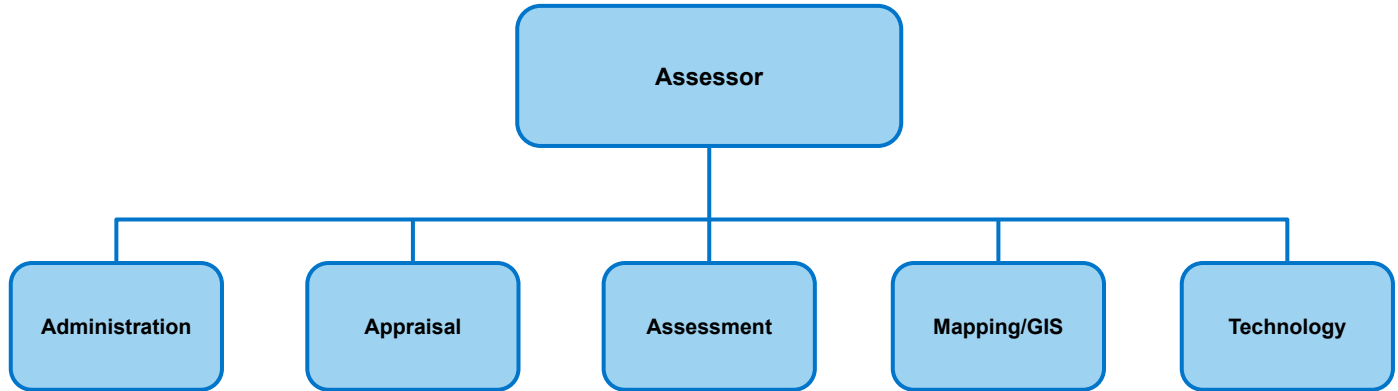 Assessor
Administration
Appraisal
Assessment
Mapping/GIS
Technology